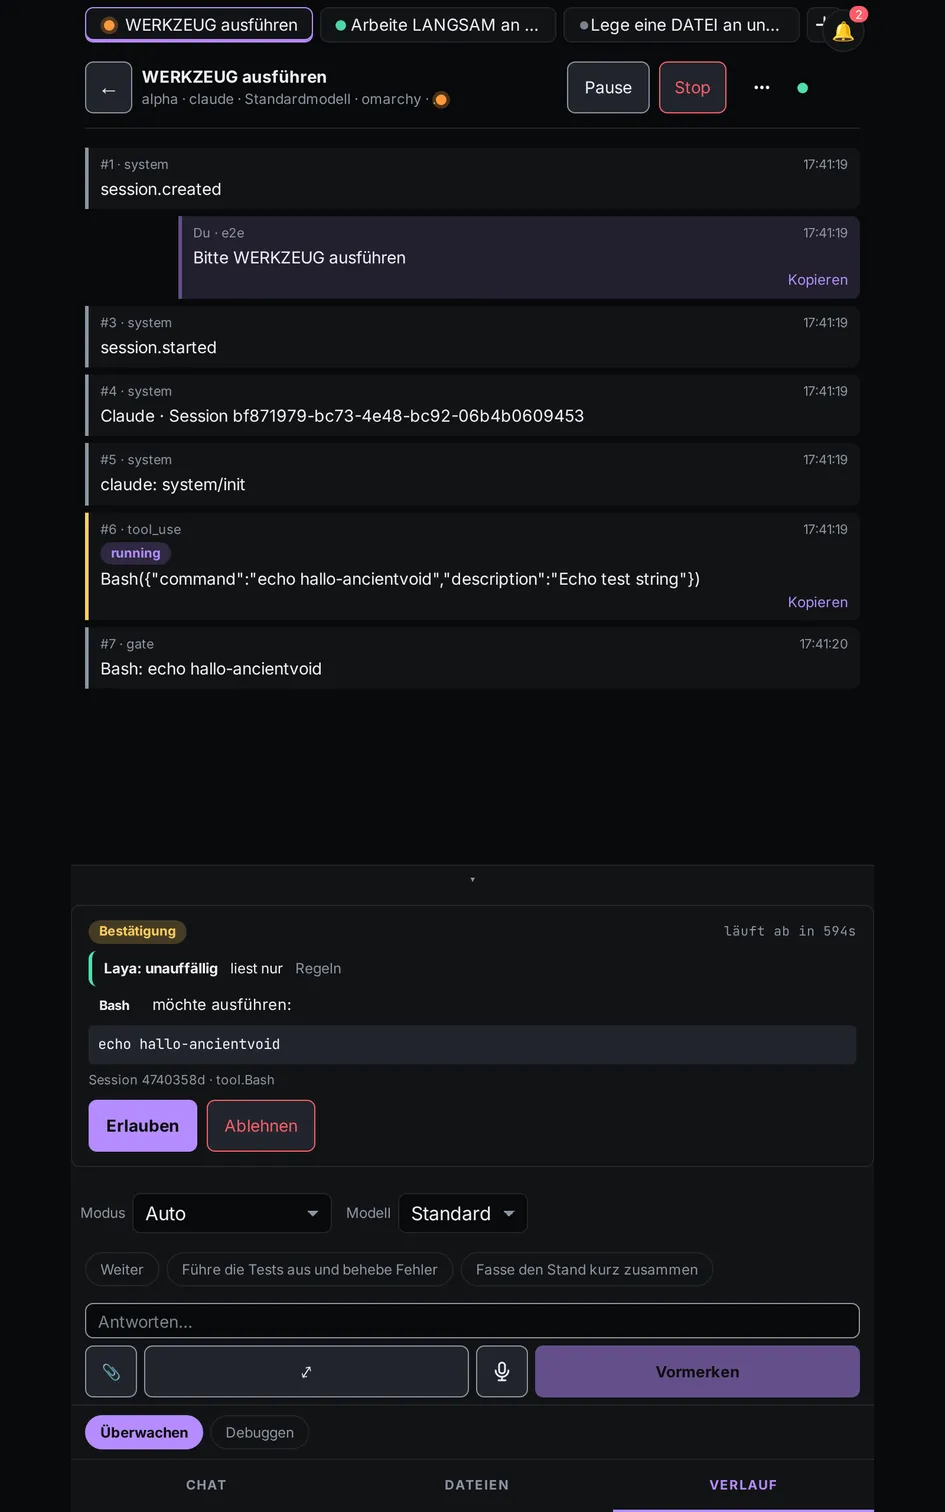 WERKZEUG ausführen
Arbeite LANGSAM an ...
Lege eine DATEI an un...
2
←
WERKZEUG ausführen
alpha · claude · Standardmodell · omarchy ·
Pause
Stop
···
#1 · system 17:41:19
session.created
Du · e2e 17:41:19
Bitte WERKZEUG ausführen
Kopieren
#3 · system 17:41:19
session.started
#4 · system 17:41:19
Claude · Session bf871979-bc73-4e48-bc92-06b4b0609453
#5 · system 17:41:19
claude: system/init
#6 · tool_use 17:41:19
running
Bash({"command":"echo hallo-ancientvoid","description":"Echo test string"})
Kopieren
#7 · gate 17:41:20
Bash: echo hallo-ancientvoid
Bestätigung läuft ab in 594s
Laya: unauffällig liest nur Regeln
Bash möchte ausführen:
echo hallo-ancientvoid
Session 4740358d · tool.Bash
Erlauben
Ablehnen
Modus Auto Modell Standard
Weiter
Führe die Tests aus und behebe Fehler
Fasse den Stand kurz zusammen
Antworten...
Vormerken
Überwachen
Debuggen
CHAT
DATEIEN
VERLAUF